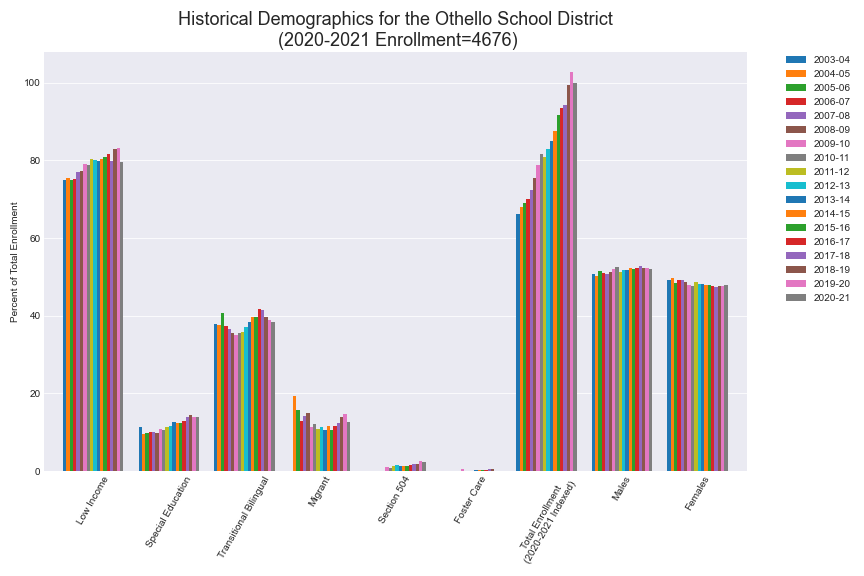 Historical Demographics for the Othello School District
(2020-2021 Enrollment=4676)
Percent of Total Enrollment
100
80
60
40
20
0
Low Income
Special Education
Transitional Bilingual
Migrant
Section 504
Foster Care
Total Enrollment
(2020-2021 Indexed)
Males
Females
2003-04
2004-05
2005-06
2006-07
2007-08
2008-09
2009-10
2010-11
2011-12
2012-13
2013-14
2014-15
2015-16
2016-17
2017-18
2018-19
2019-20
2020-21